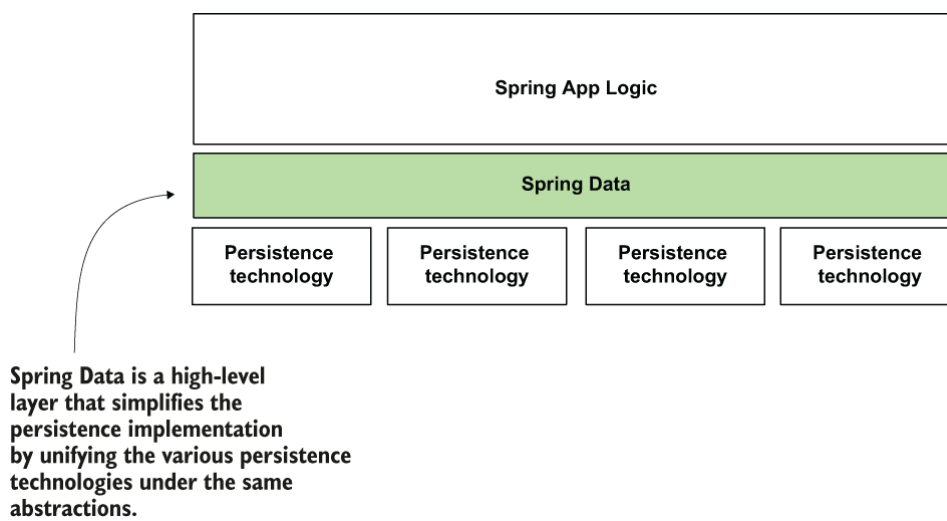 Spring App Logic
Spring Data
Persistence
technology
Persistence
technology
Persistence
technology
Persistence
technology
Spring Data is a high-level
layer that simplifies the
persistence implementation
by unifying the various persistence
technologies under the same
abstractions.